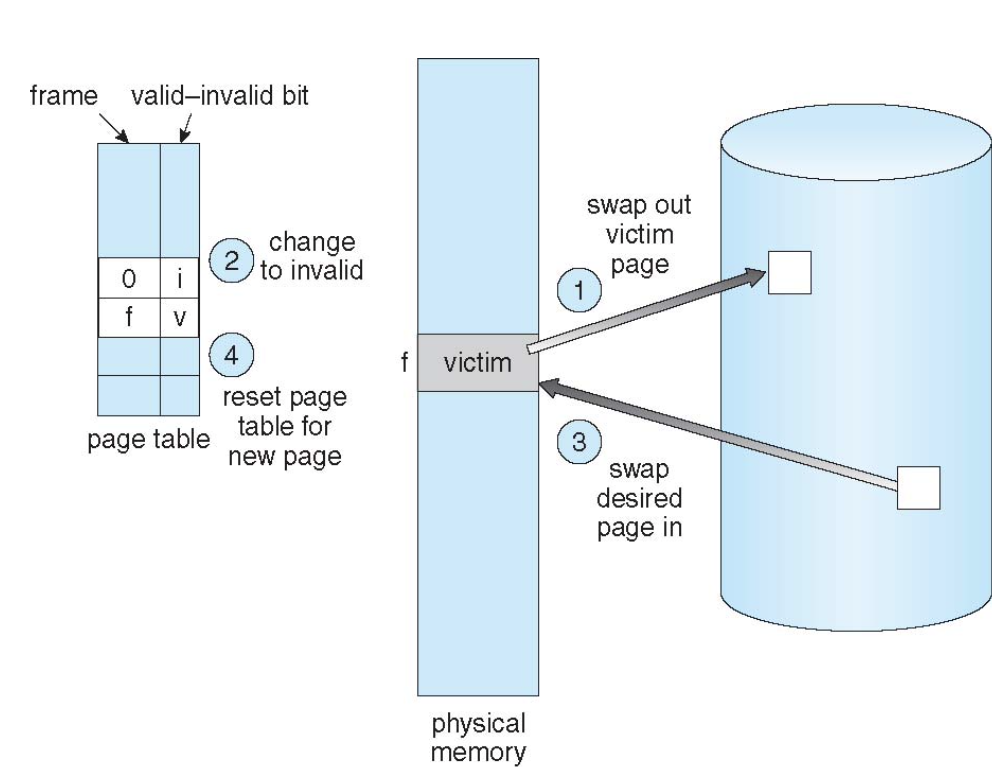 frame
valid–invalid bit
0
i
f
v
2
change
to invalid
4
reset page
table for
new page
page table
f
victim
1
swap out
victim
page
3
swap
desired
page in
physical
memory